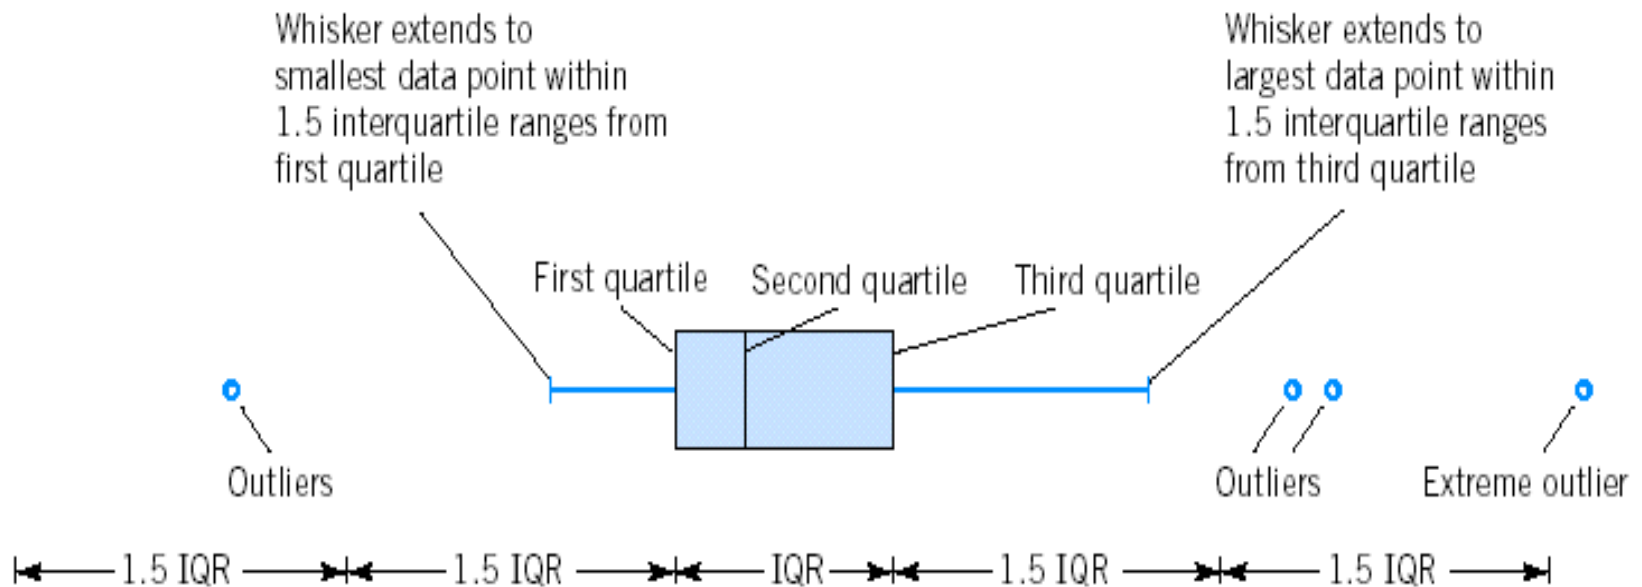 Whisker extends to
smallest data point within
1.5 interquartile ranges from
first quartile
Whisker extends to
largest data point within
1.5 interquartile ranges
from third quartile
First quartile
Second quartile
Third quartile
Outliers
Outliers
Extreme outlier
1.5 IQR
1.5 IQR
IQR
1.5 IQR
1.5 IQR